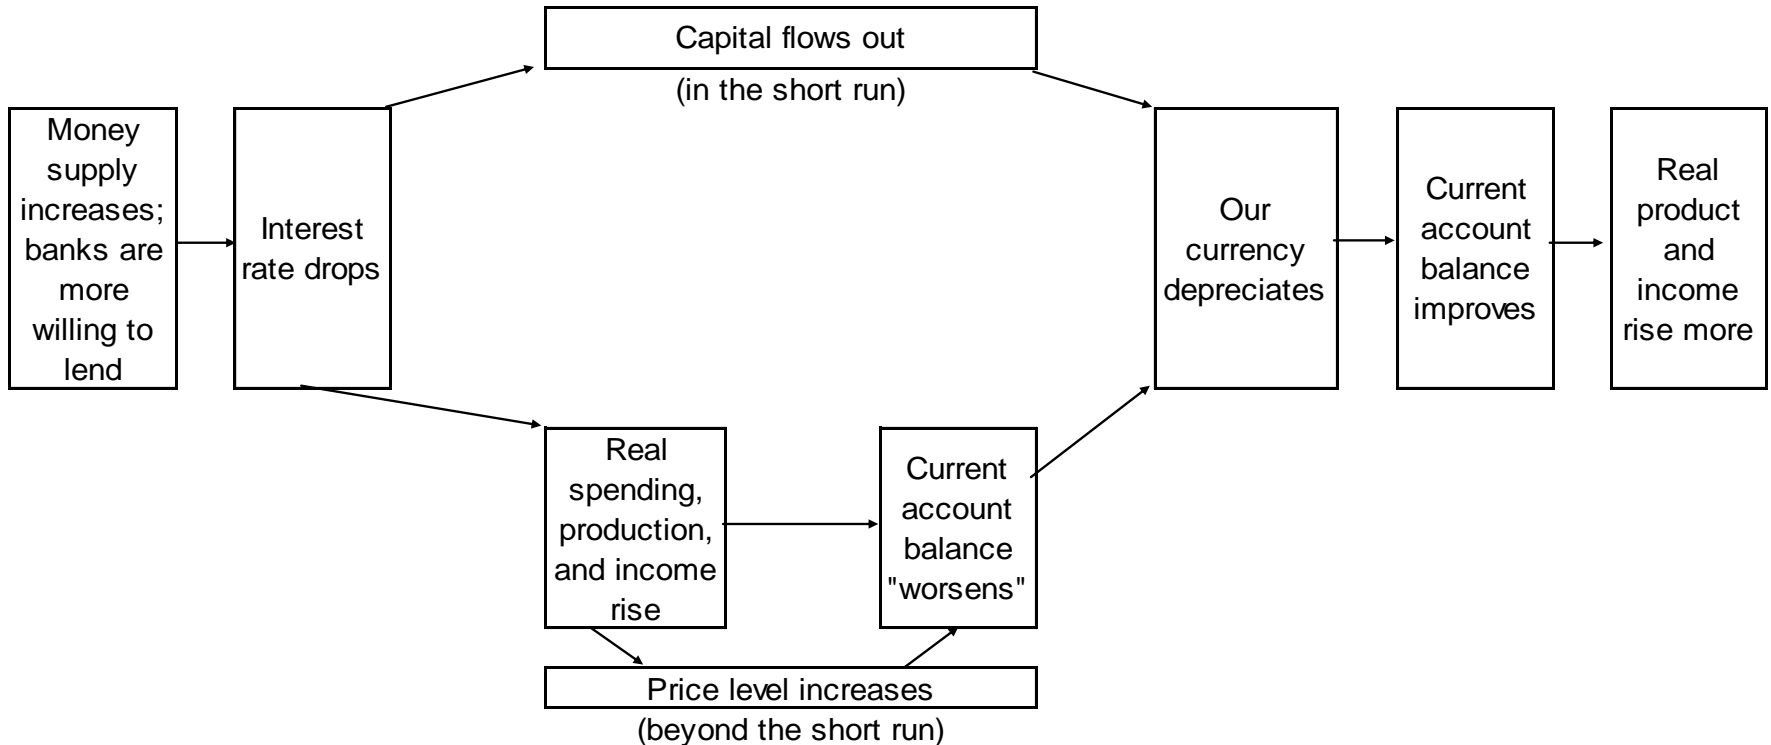 Capital flows out
(in the short run)
Money
supply
increases;
banks are
more
willing to
lend
Interest
rate drops
Our
currency
depreciates
Current
account
balance
improves
Real
product
and
income
rise more
Real
spending,
production,
and income
rise
Current
account
balance
"worsens"
Price level increases
(beyond the short run)